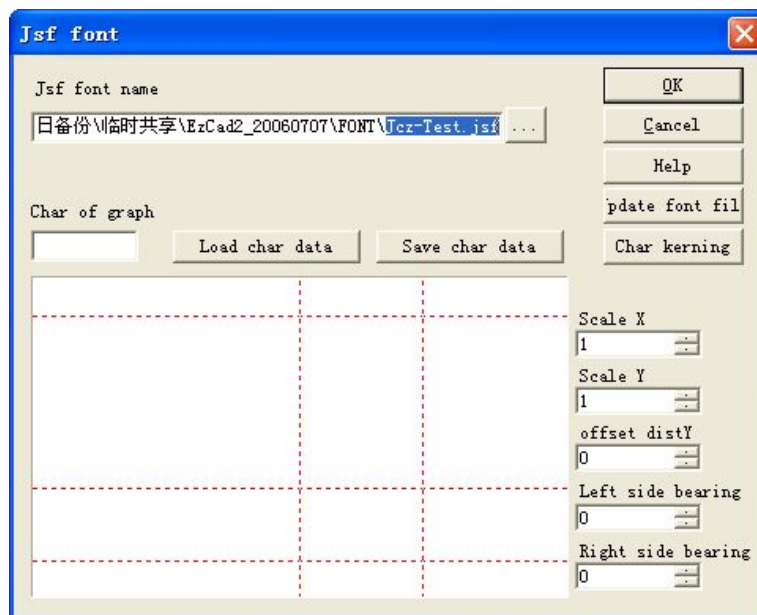 Jsf font
Jsf font name
日备份\临时共享\EzCad2_20060707\FONT\Jcz-Test.jsf
...
OK
Cancel
Help
pdate font fil
Char kerning
Char of graph
Load char data
Save char data
Scale X
1
Scale Y
1
offset distY
0
Left side bearing
0
Right side bearing
0